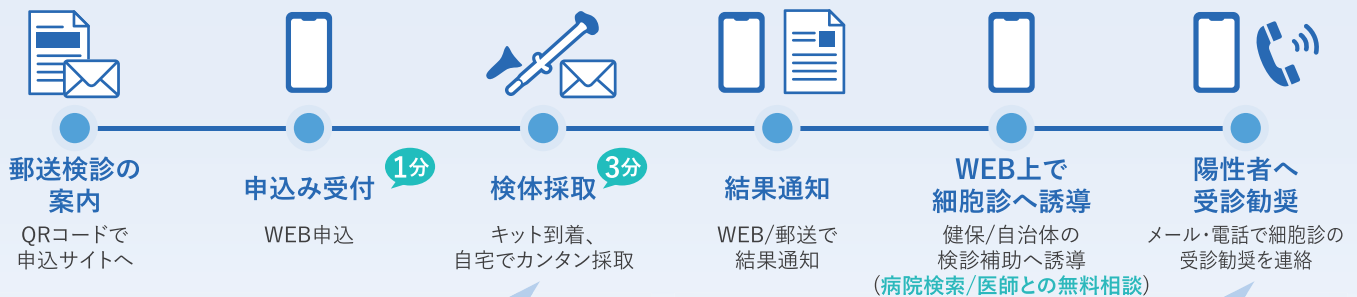 郵送検診の
案内
QRコードで
申込サイトへ
申込み受付
1分
WEB申込
検体採取
3分
キット到着、
自宅でカンタン採取
結果通知
WEB/郵送で
結果通知
WEB上で
細胞診へ誘導
健保/自治体の
検診補助へ誘導
(病院検索/医師との無料相談)
陽性者へ
受診勧奨
メール・電話で細胞診の
受診勧奨を連絡